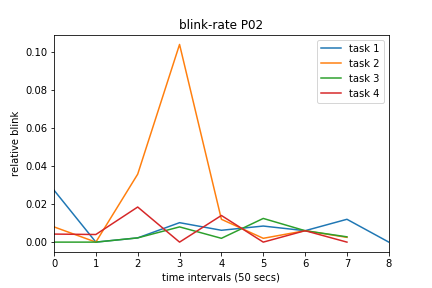 blink-rate P02
task 1
task 2
task 3
task 4
relative blink
0.10
0.08
0.06
0.04
0.02
0.00
0 1 2 3 4 5 6 7 8
time intervals (50 secs)